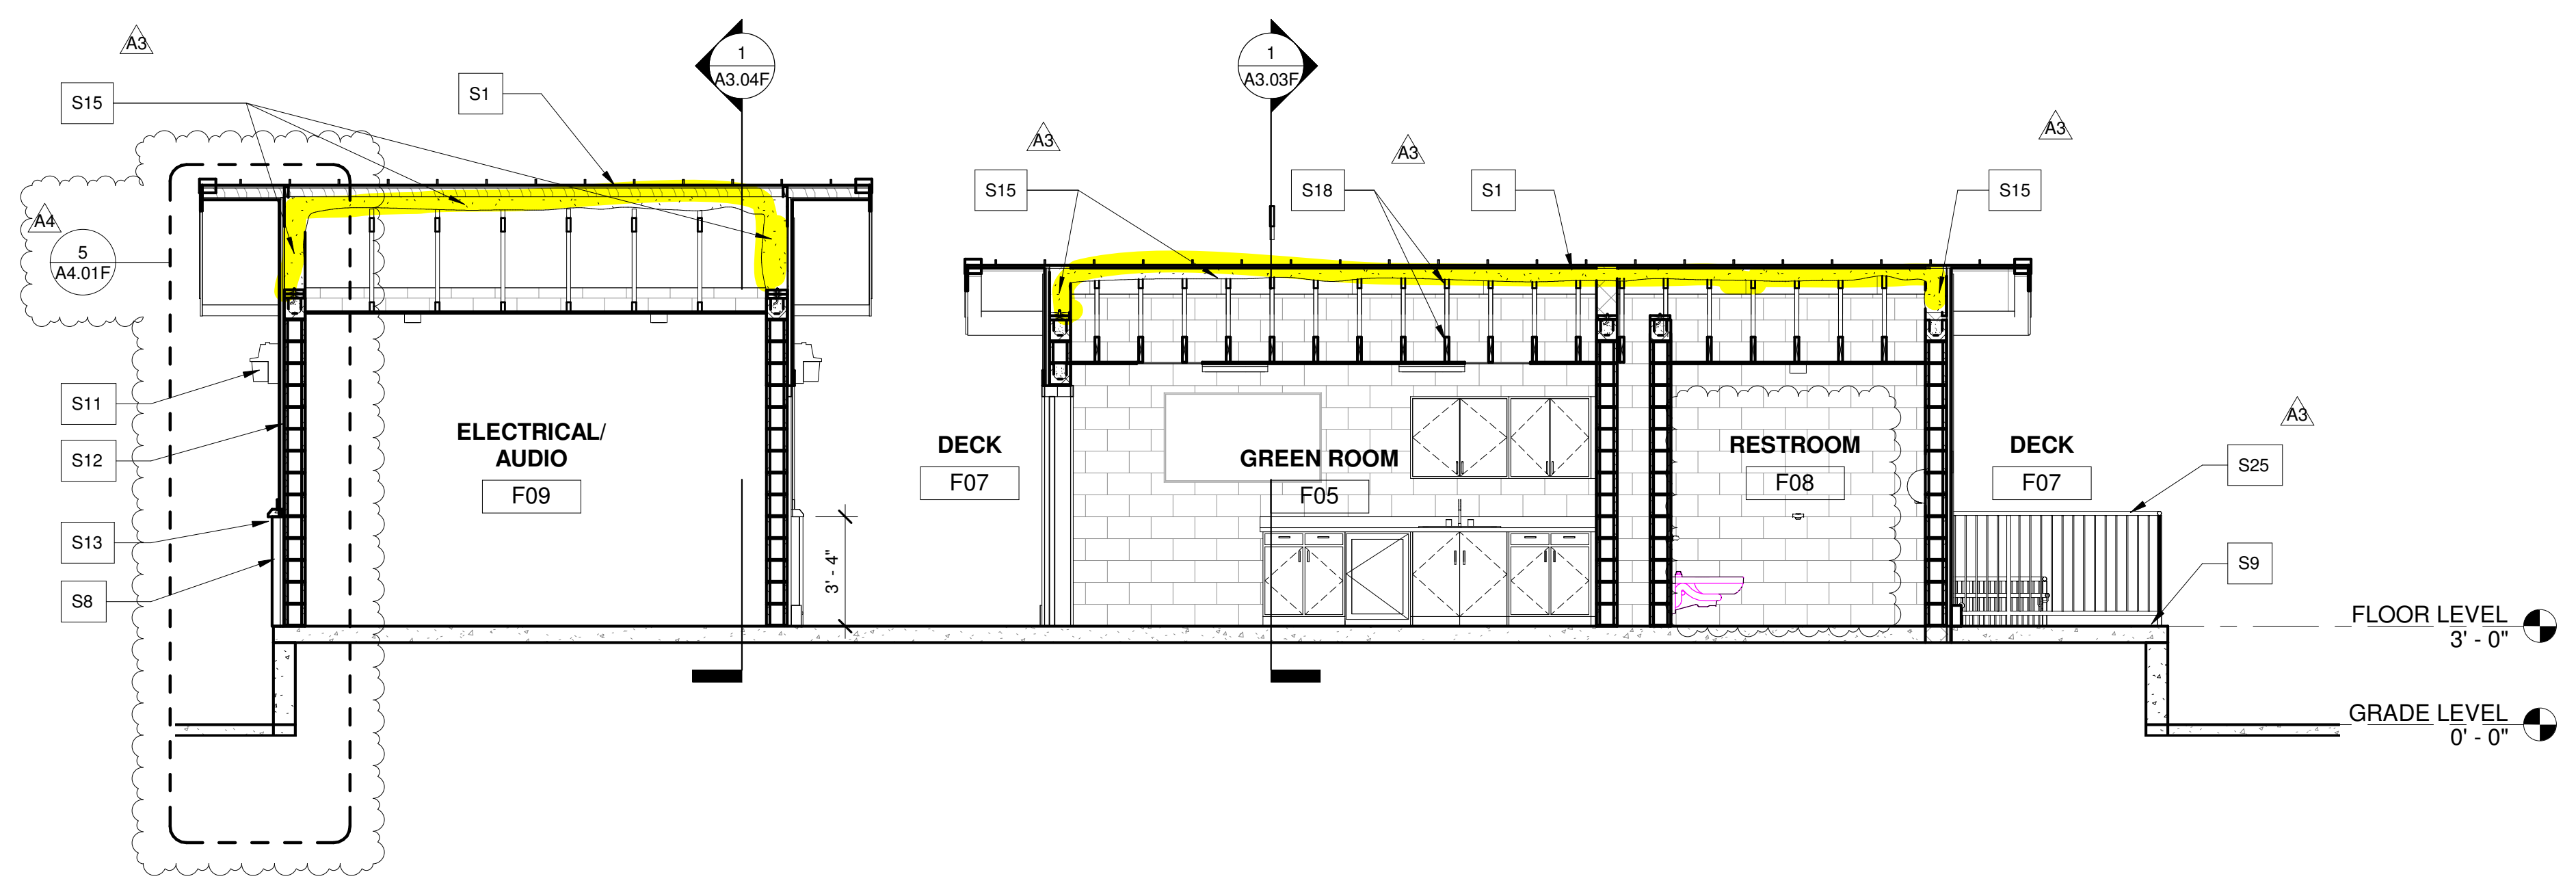 A3
1
A3.04F
1
A3.03F
S15
S1
A3
A3
A3
S15
S18
S1
S15
A4
5
A4.01F
S11
S12
S13
S8
ELECTRICAL/
AUDIO
F09
3' - 4"
DECK
F07
GREEN ROOM
F05
RESTROOM
F08
DECK
F07
A3
S25
S9
FLOOR LEVEL
3' - 0"
GRADE LEVEL
0' - 0"